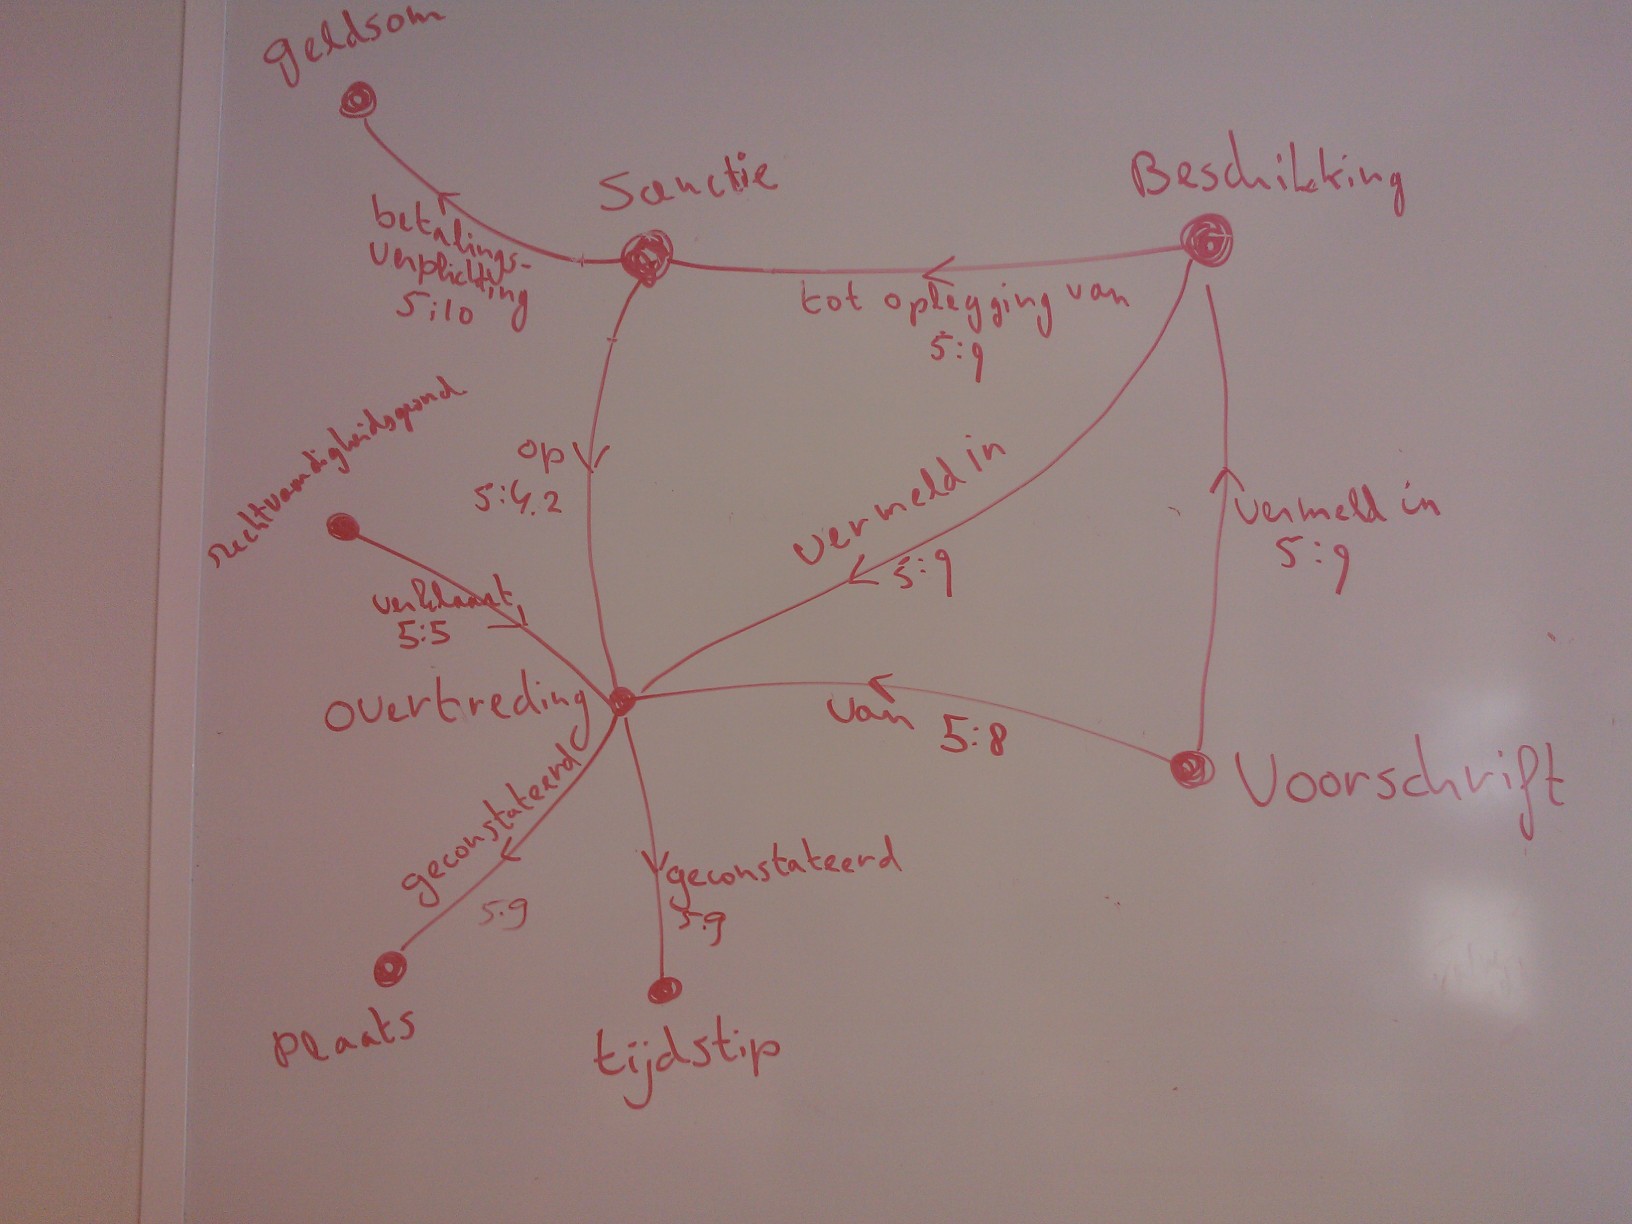 geldsom
Sanctie
Beschikking
betalings-
verplichting
5:10
tot oplegging van
5:9
rechtvaardigheidsgrond
op
5:4.2
vermeld in
5:9
vermeld in
5:9
verklaart
5:5
overtreding
van 5:8
Voorschrift
geconstateerd
5.9
geconstateerd
5.9
plaats
tijdstip